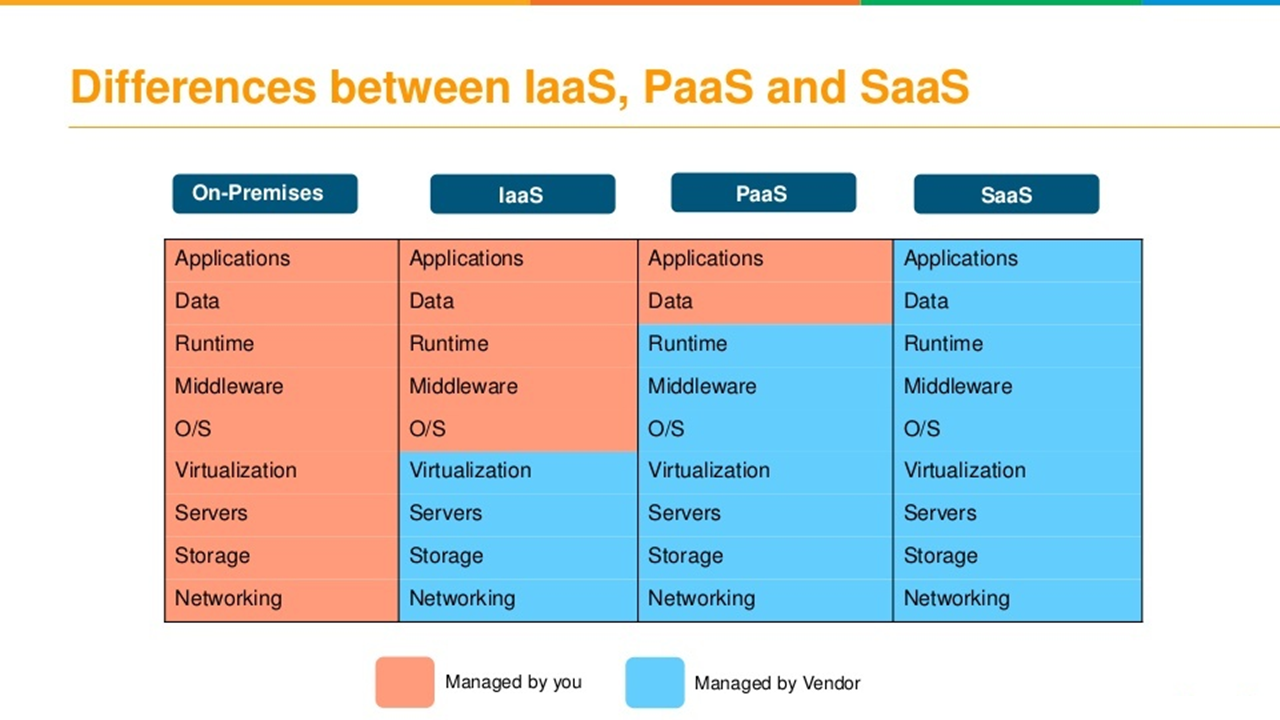 Differences between IaaS, PaaS and SaaS
On-Premises IaaS PaaS SaaS
Applications Applications Applications Applications
Data Data Data Data
Runtime Runtime Runtime Runtime
Middleware Middleware Middleware Middleware
O/S O/S O/S O/S
Virtualization Virtualization Virtualization Virtualization
Servers Servers Servers Servers
Storage Storage Storage Storage
Networking Networking Networking Networking
Managed by you Managed by Vendor